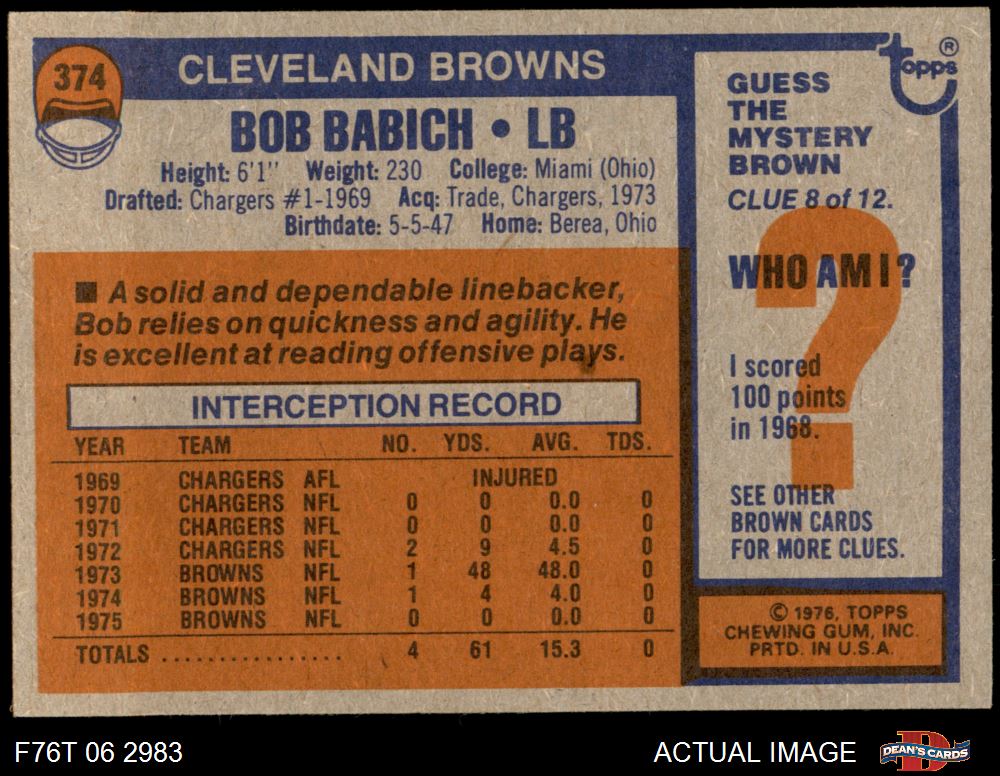 374
CLEVELAND BROWNS
BOB BABICH • LB
Height: 6'1" Weight: 230 College: Miami (Ohio)
Drafted: Chargers #1-1969 Acq: Trade, Chargers, 1973
Birthdate: 5-5-47 Home: Berea, Ohio
■ A solid and dependable linebacker,
Bob relies on quickness and agility. He
is excellent at reading offensive plays.
INTERCEPTION RECORD
YEAR TEAM NO. YDS. AVG. TDS.
1969 CHARGERS AFL INJURED
1970 CHARGERS NFL 0 0 0.0 0
1971 CHARGERS NFL 0 0 0.0 0
1972 CHARGERS NFL 2 9 4.5 0
1973 BROWNS NFL 1 48 48.0 0
1974 BROWNS NFL 1 4 4.0 0
1975 BROWNS NFL 0 0 0.0 0
TOTALS .................. 4 61 15.3 0
topps ®
GUESS
THE
MYSTERY
BROWN
CLUE 8 of 12.
?
WHO AM I?
I scored
100 points
in 1968.
SEE OTHER
BROWN CARDS
FOR MORE CLUES.
© 1976, TOPPS
CHEWING GUM, INC.
PRTD. IN U.S.A.
F76T 06 2983
ACTUAL IMAGE
D
DEAN'S CARDS